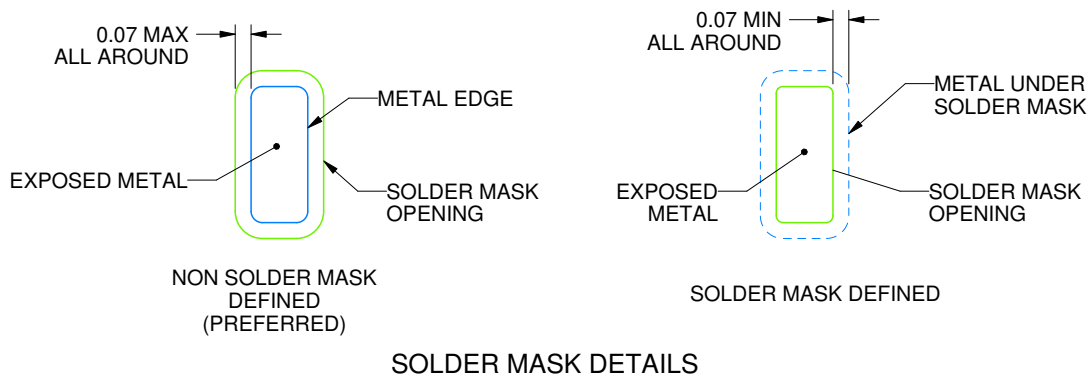 0.07 MAX
ALL AROUND
METAL EDGE
EXPOSED METAL
SOLDER MASK
OPENING
NON SOLDER MASK
DEFINED
(PREFERRED)
0.07 MIN
ALL AROUND
METAL UNDER
SOLDER MASK
EXPOSED
METAL
SOLDER MASK
OPENING
SOLDER MASK DEFINED
SOLDER MASK DETAILS